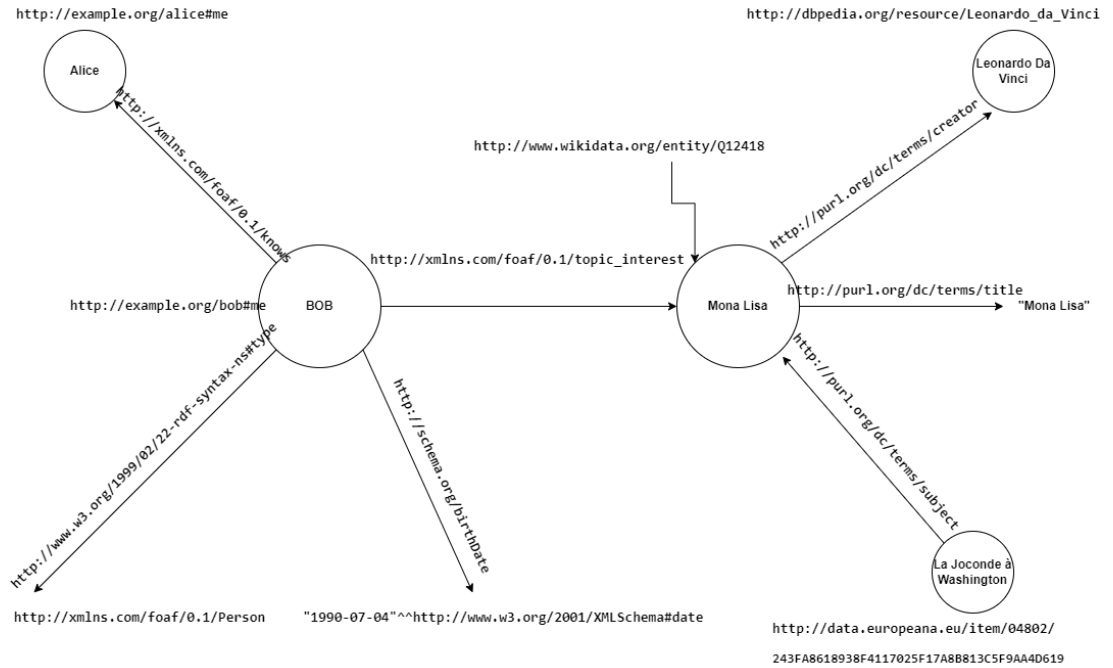 http://example.org/alice#me
http://dbpedia.org/resource/Leonardo_da_Vinci
Alice
Leonardo Da
Vinci
http://xmlns.com/foaf/0.1/knows
http://www.wikidata.org/entity/Q12418
http://purl.org/dc/terms/creator
http://xmlns.com/foaf/0.1/topic_interest
http://example.org/bob#me
BOB
Mona Lisa
http://purl.org/dc/terms/title
"Mona Lisa"
http://www.w3.org/1999/02/22-rdf-syntax-ns#type
http://schema.org/birthDate
http://purl.org/dc/terms/subject
La Joconde à
Washington
http://xmlns.com/foaf/0.1/Person
"1990-07-04"^^http://www.w3.org/2001/XMLSchema#date
http://data.europeana.eu/item/04802/
243FA8618938F4117025F17A8B813C5F9AA4D619